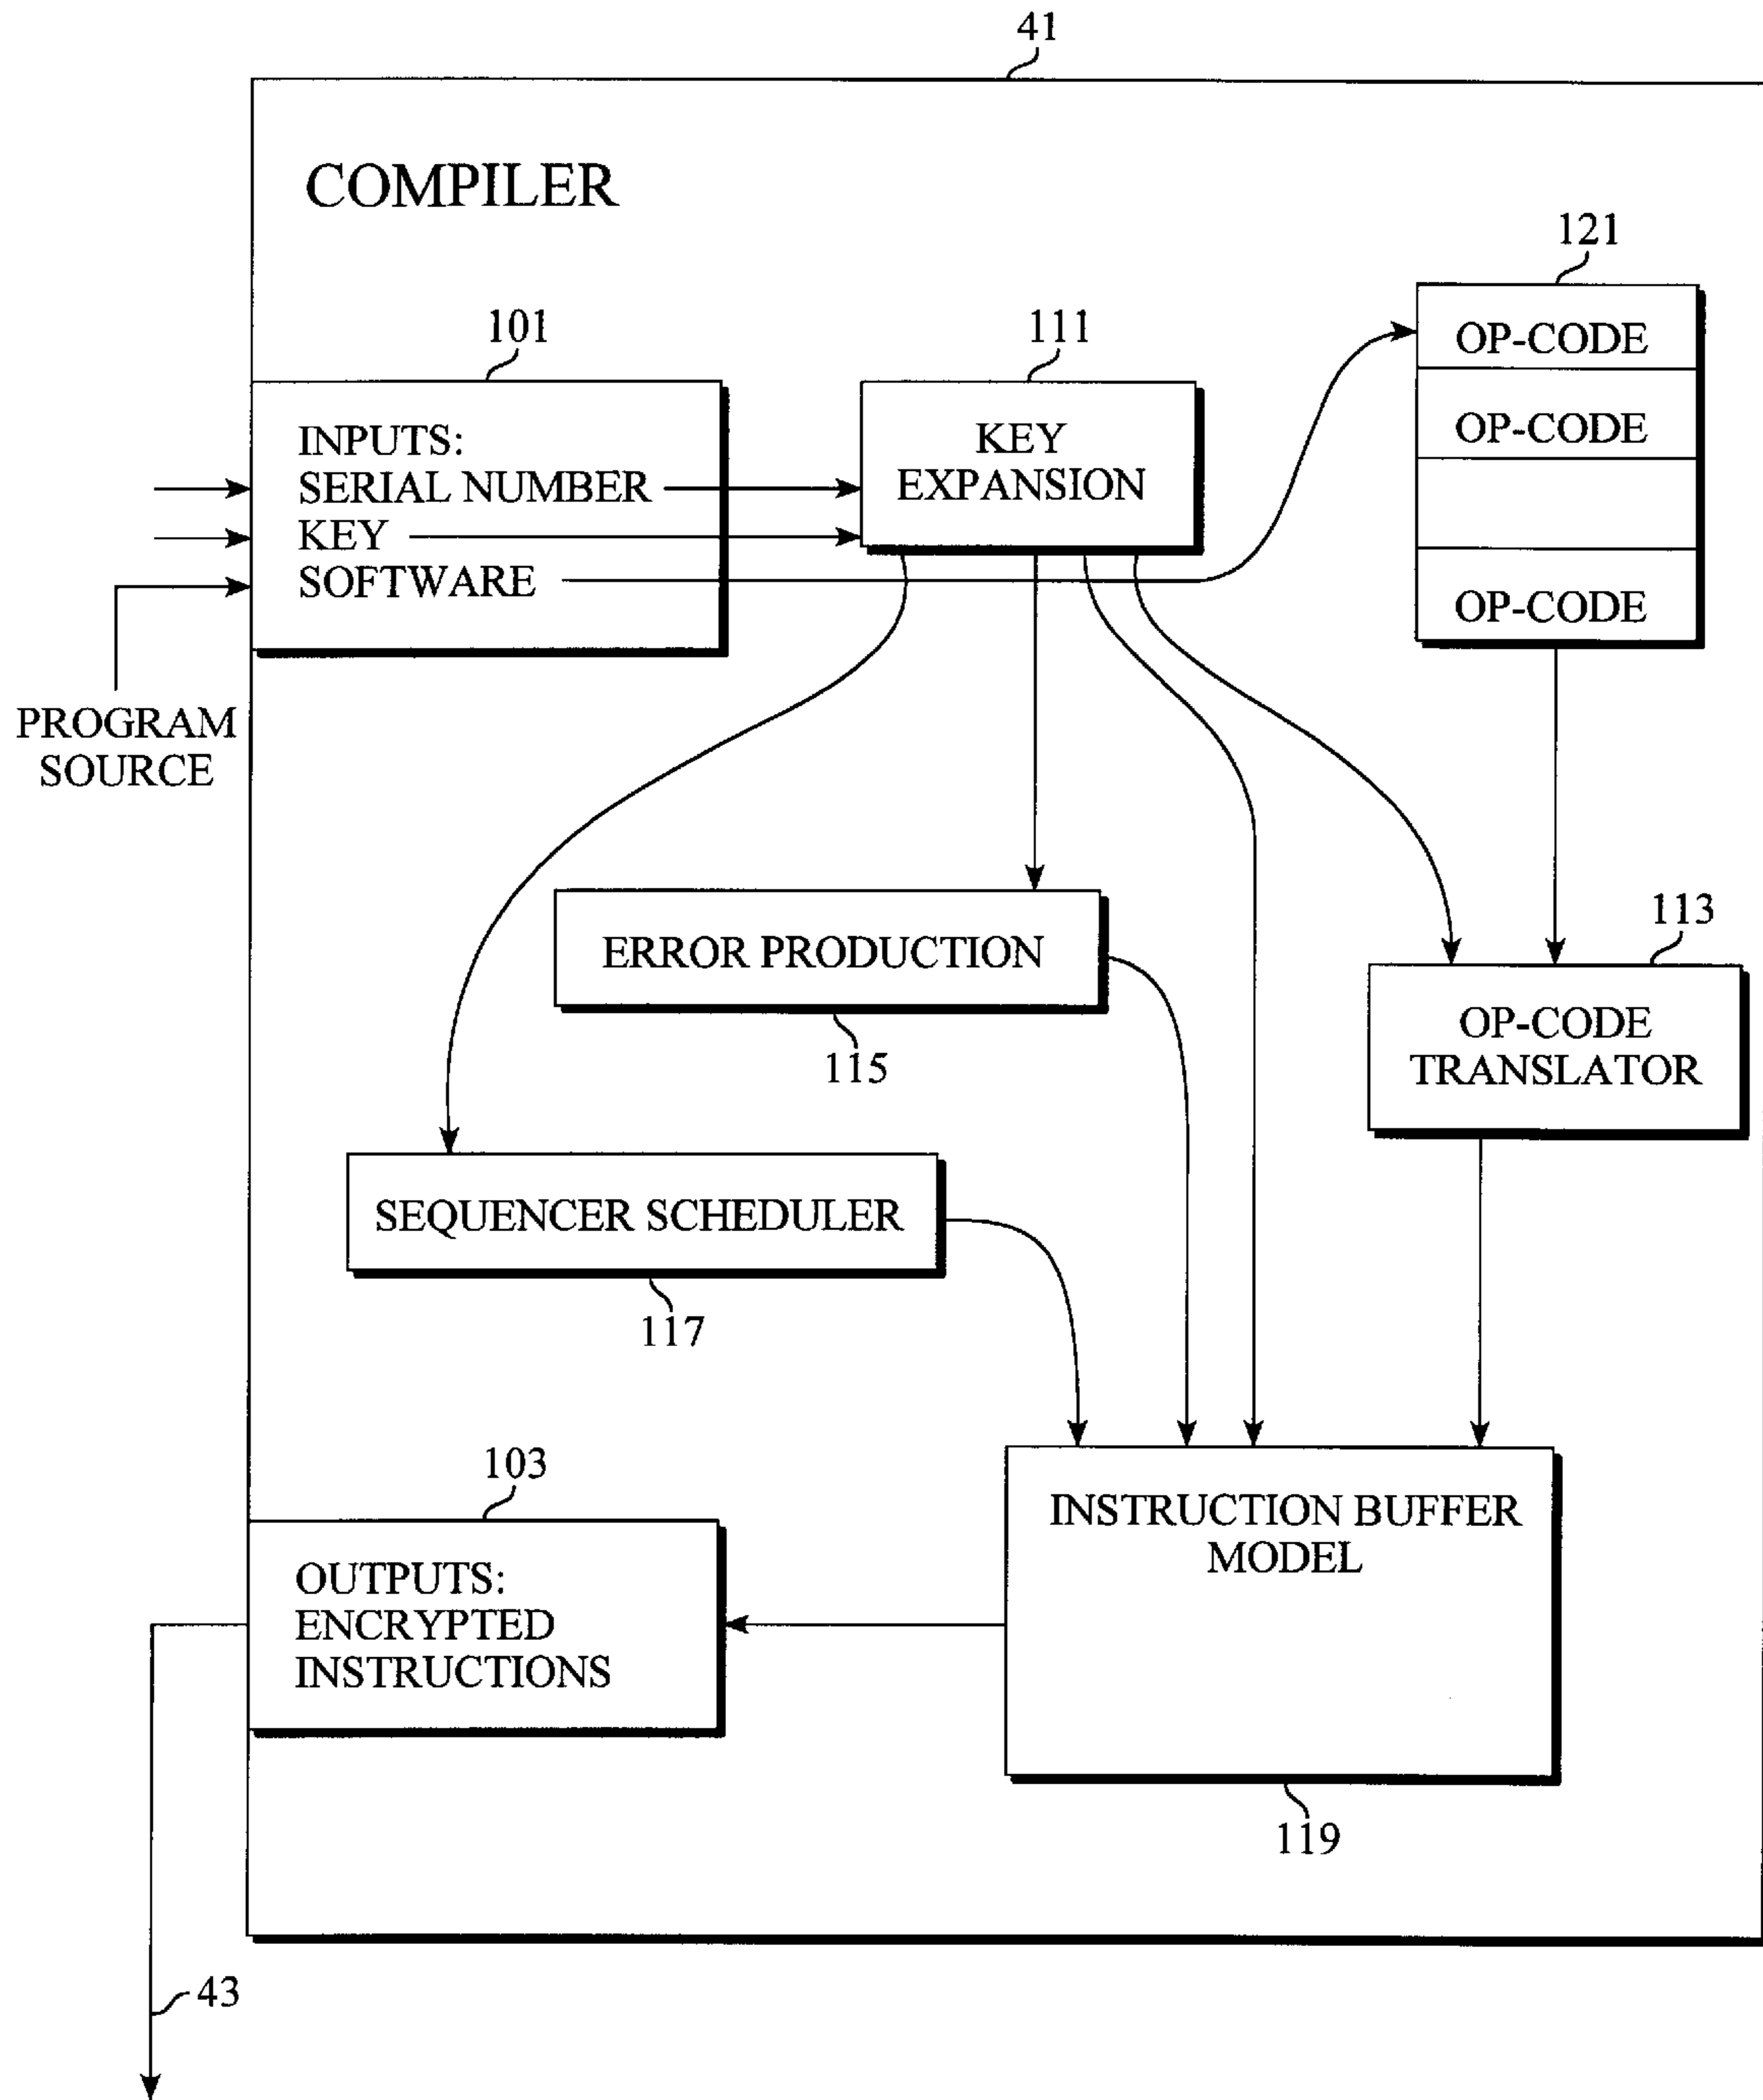 41
COMPILER
121
OP-CODE
OP-CODE
OP-CODE
101
INPUTS:
SERIAL NUMBER
KEY
SOFTWARE
111
KEY
EXPANSION
PROGRAM
SOURCE
ERROR PRODUCTION
115
113
OP-CODE
TRANSLATOR
SEQUENCER SCHEDULER
117
103
OUTPUTS:
ENCRYPTED
INSTRUCTIONS
INSTRUCTION BUFFER
MODEL
119
43